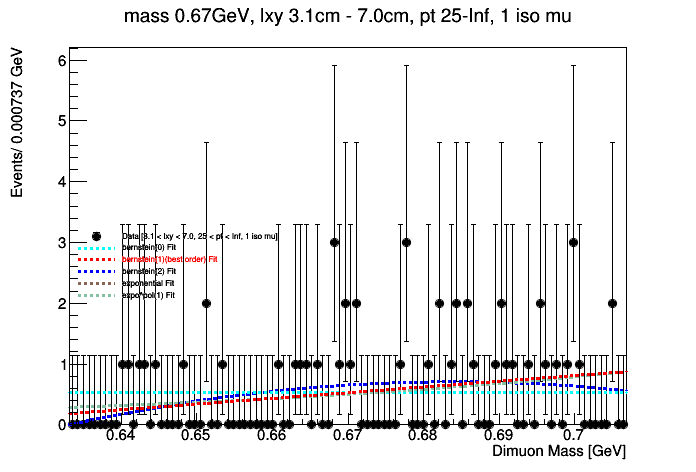 mass 0.67GeV, lxy 3.1cm - 7.0cm, pt 25-Inf, 1 iso mu
Events/ 0.000737 GeV
6
5
4
3
2
1
0
Data [3.1 < lxy < 7.0, 25 < pt < Inf, 1 iso mu]
bernstein(0) Fit
bernstein(1)(best order) Fit
bernstein(2) Fit
exponential Fit
expo*pol(1) Fit
0.64 0.65 0.66 0.67 0.68 0.69 0.7
Dimuon Mass [GeV]